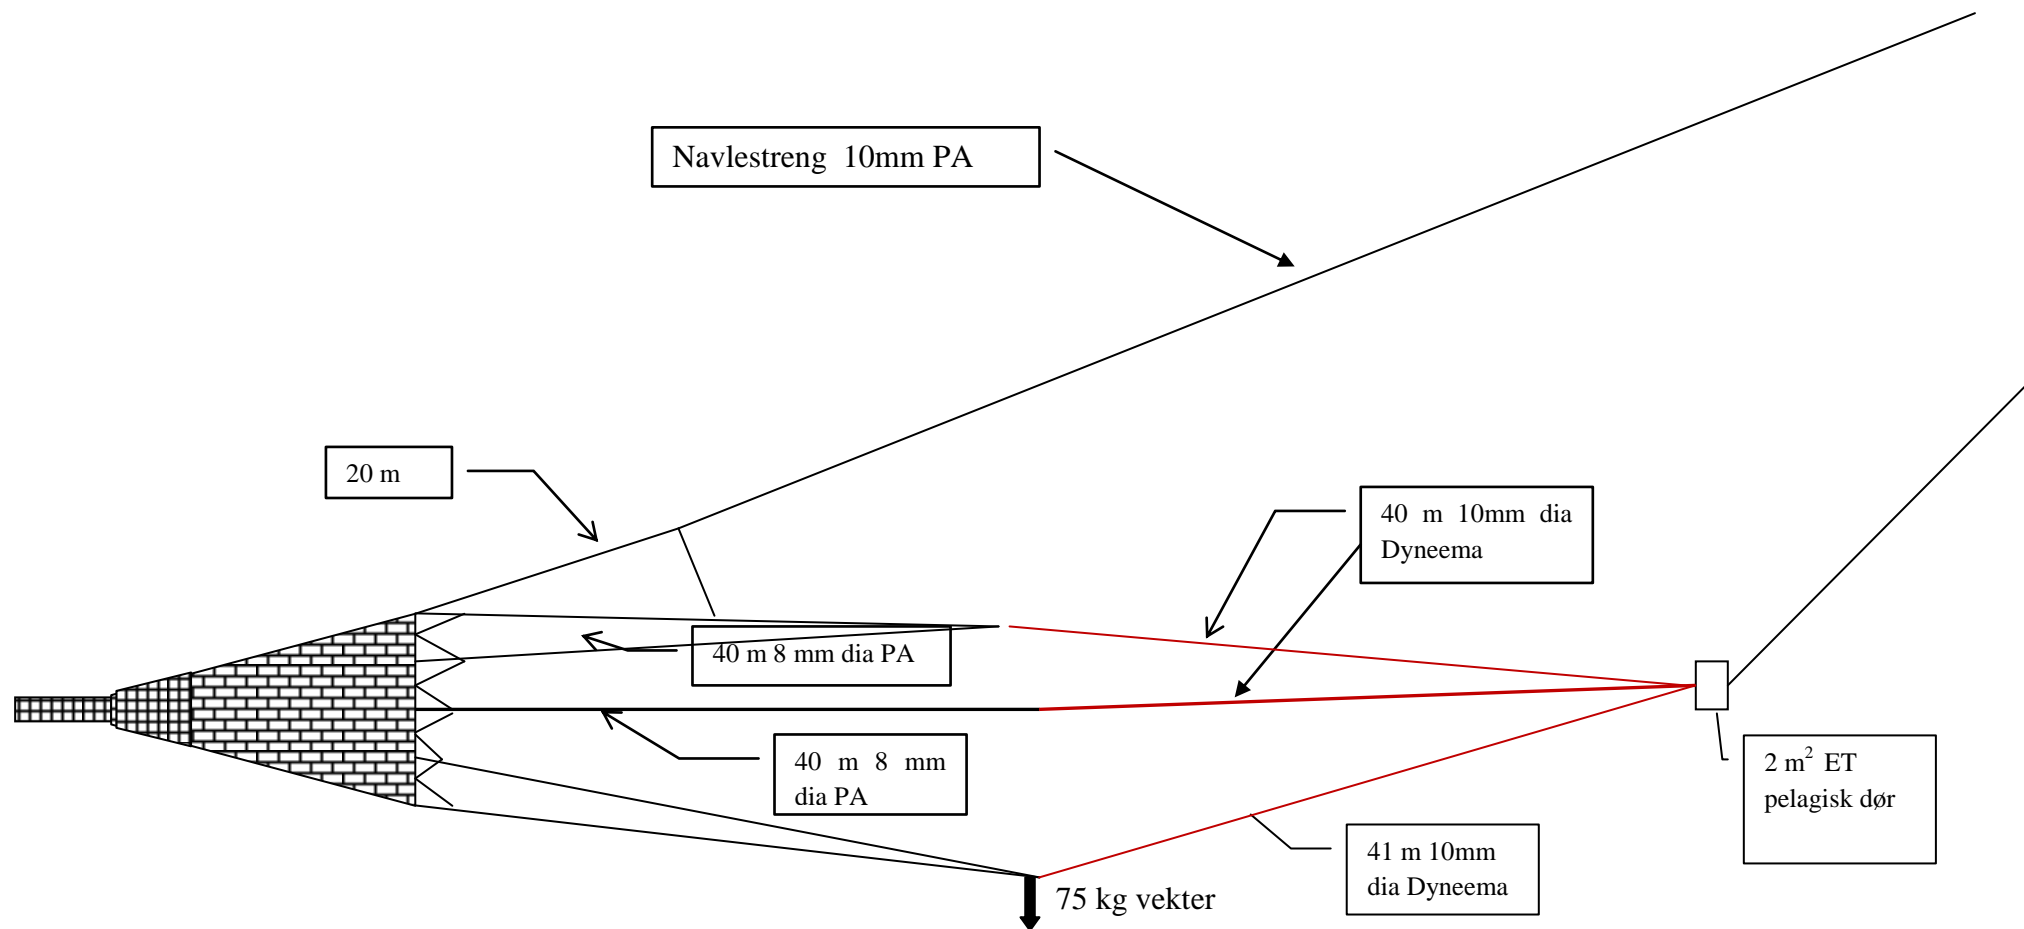 Navlestreng 10mm PA
20 m
40 m 10mm dia
Dyneema
40 m 8 mm dia PA
40 m 8 mm
dia PA
2 m² ET
pelagisk dør
41 m 10mm
dia Dyneema
75 kg vekter